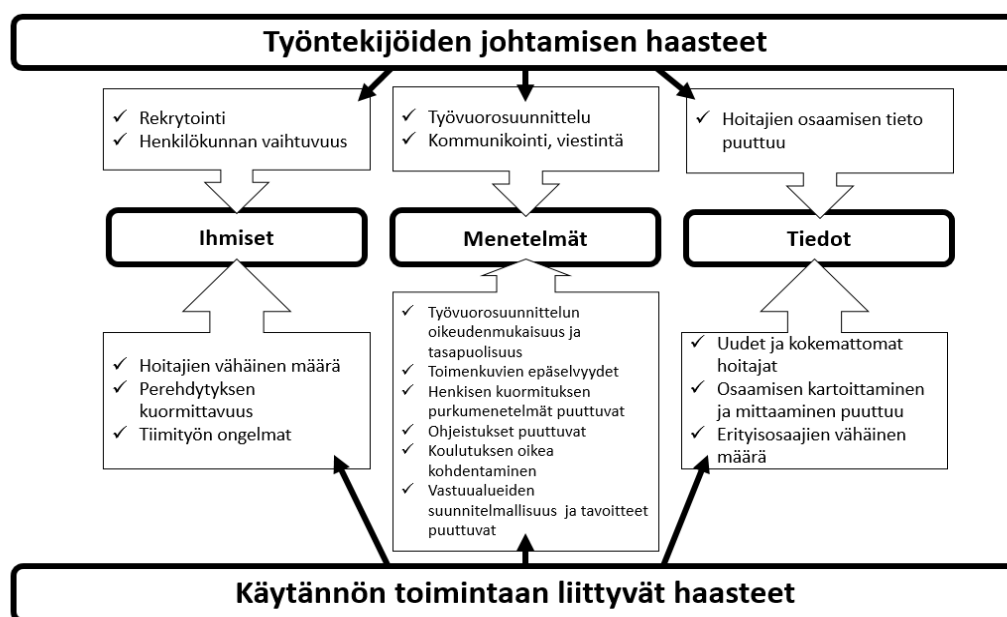 Työntekijöiden johtamisen haasteet
✓ Rekrytointi
✓ Henkilökunnan vaihtuvuus
✓ Työvuorosuunnittelu
✓ Kommunikointi, viestintä
✓ Hoitajien osaamisen tieto
puuttuu
Ihmiset
Menetelmät
Tiedot
✓ Hoitajien vähäinen määrä
✓ Perehdytyksen
kuormittavuus
✓ Tiimityön ongelmat
✓ Työvuorosuunnittelun
oikeudenmukaisuus ja
tasapuolisuus
✓ Toimenkuvien epäselvyydet
✓ Henkisen kuormituksen
purkumenetelmät puuttuvat
✓ Ohjeistukset puuttuvat
✓ Koulutuksen oikea
kohdentaminen
✓ Vastuualueiden
suunnitelmallisuus ja tavoitteet
puuttuvat
✓ Uudet ja kokemattomat
hoitajat
✓ Osaamisen kartoittaminen
ja mittaaminen puuttuu
✓ Erityisosaajien vähäinen
määrä
Käytännön toimintaan liittyvät haasteet